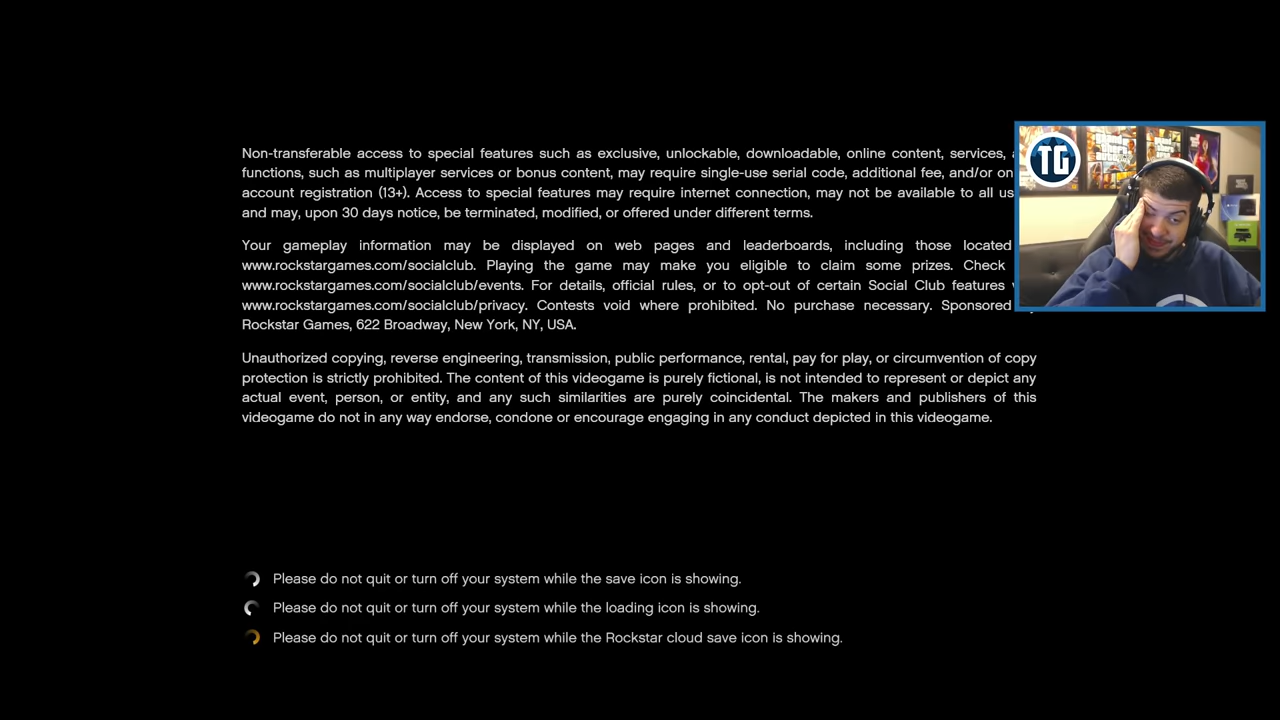 Non-transferable access to special features such as exclusive, unlockable, downloadable, online content, services,
functions, such as multiplayer services or bonus content, may require single-use serial code, additional fee, and/or
account registration (13+). Access to special features may require internet connection, may not be available to all
and may, upon 30 days notice, be terminated, modified, or offered under different terms.
Your gameplay information may be displayed on web pages and leaderboards, including those located
www.rockstargames.com/socialclub. Playing the game may make you eligible to claim some prizes. Check
www.rockstargames.com/socialclub/events. For details, official rules, or to opt-out of certain Social Club features
www.rockstargames.com/socialclub/privacy. Contests void where prohibited. No purchase necessary. Sponsored
Rockstar Games, 622 Broadway, New York, NY, USA.
Unauthorized copying, reverse engineering, transmission, public performance, rental, pay for play, or circumvention of copy
protection is strictly prohibited. The content of this videogame is purely fictional, is not intended to represent or depict any
actual event, person, or entity, and any such similarities are purely coincidental. The makers and publishers of this
videogame do not in any way endorse, condone or encourage engaging in any conduct depicted in this videogame.
Please do not quit or turn off your system while the save icon is showing.
Please do not quit or turn off your system while the loading icon is showing.
Please do not quit or turn off your system while the Rockstar cloud save icon is showing.
TG